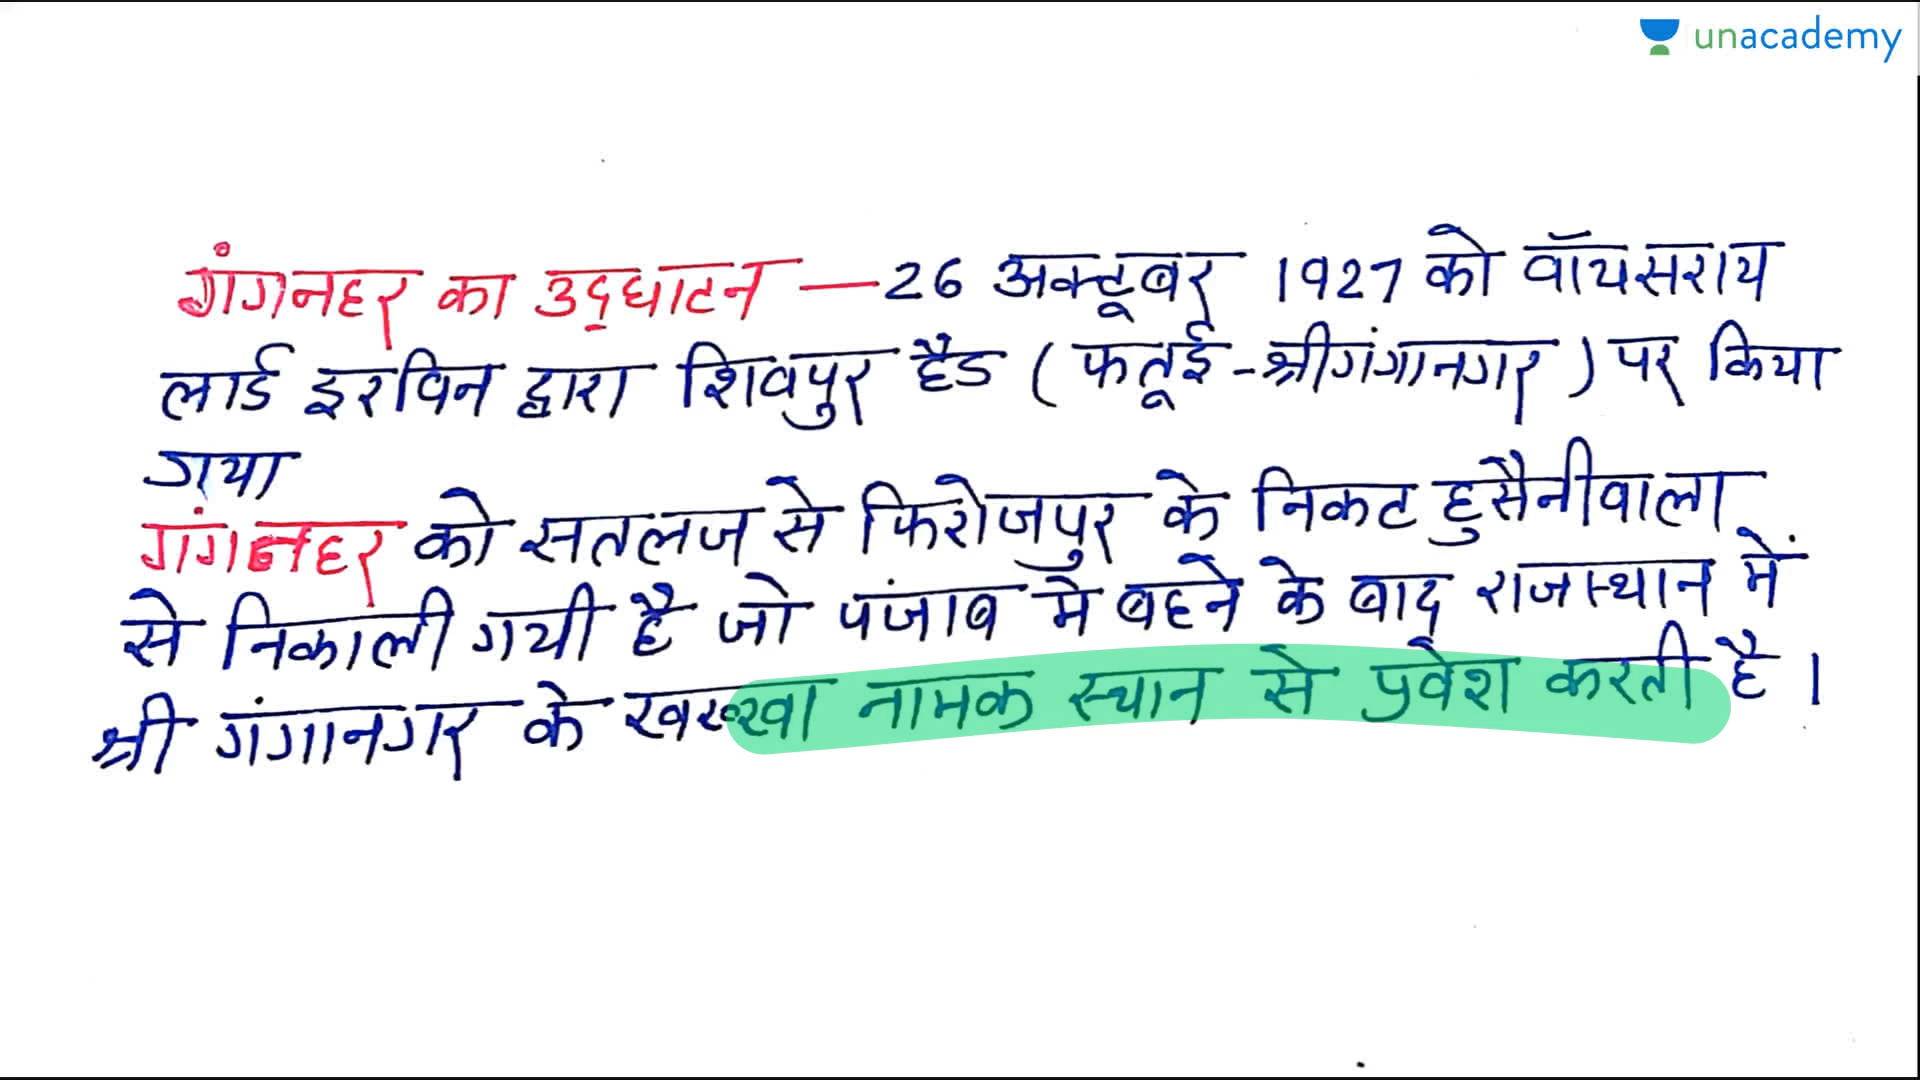 unacademy
गंगनहर का उद्‌घाटन — 26 अक्टूबर 1927 को वॉयसराय
लार्ड इरविन द्वारा शिवपुर हैड ( फतूई - श्रीगंगानगर ) पर किया
गया
गंगनहर को सतलज से फिरोजपुर के निकट हुसैनीवाला
से निकाली गयी है जो पंजाब मे बहने के बाद राजस्थान में
श्री गंगानगर के खख्खा नामक स्थान से प्रवेश करती है ।